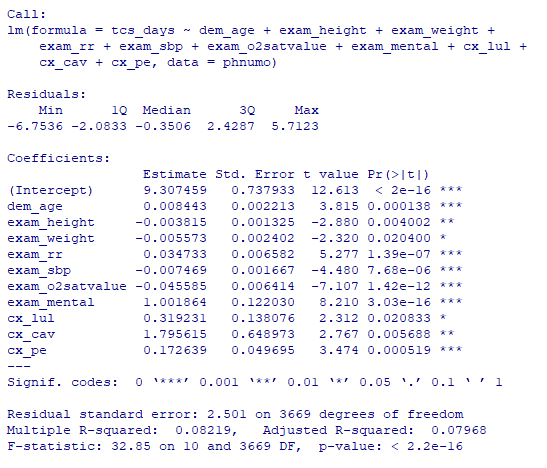 Call:
lm(formula = tcs_days ~ dem_age + exam_height + exam_weight +
    exam_rr + exam_sbp + exam_o2satvalue + exam_mental + cx_lul +
    cx_cav + cx_pe, data = phnumo)

Residuals:
    Min      1Q  Median      3Q     Max
-6.7536 -2.0833 -0.3506  2.4287  5.7123

Coefficients:
                 Estimate Std. Error t value Pr(>|t|)
(Intercept)      9.307459   0.737933  12.613  < 2e-16 ***
dem_age          0.008443   0.002213   3.815 0.000138 ***
exam_height     -0.003815   0.001325  -2.880 0.004002 **
exam_weight     -0.005573   0.002402  -2.320 0.020400 *
exam_rr          0.034733   0.006582   5.277 1.39e-07 ***
exam_sbp        -0.007469   0.001667  -4.480 7.68e-06 ***
exam_o2satvalue -0.045585   0.006414  -7.107 1.42e-12 ***
exam_mental      1.001864   0.122030   8.210 3.03e-16 ***
cx_lul           0.319231   0.138076   2.312 0.020833 *
cx_cav           1.795615   0.648973   2.767 0.005688 **
cx_pe            0.172639   0.049695   3.474 0.000519 ***
---
Signif. codes:  0 ‘***’ 0.001 ‘**’ 0.01 ‘*’ 0.05 ‘.’ 0.1 ‘ ’ 1

Residual standard error: 2.501 on 3669 degrees of freedom
Multiple R-squared:  0.08219,   Adjusted R-squared:  0.07968
F-statistic: 32.85 on 10 and 3669 DF,  p-value: < 2.2e-16